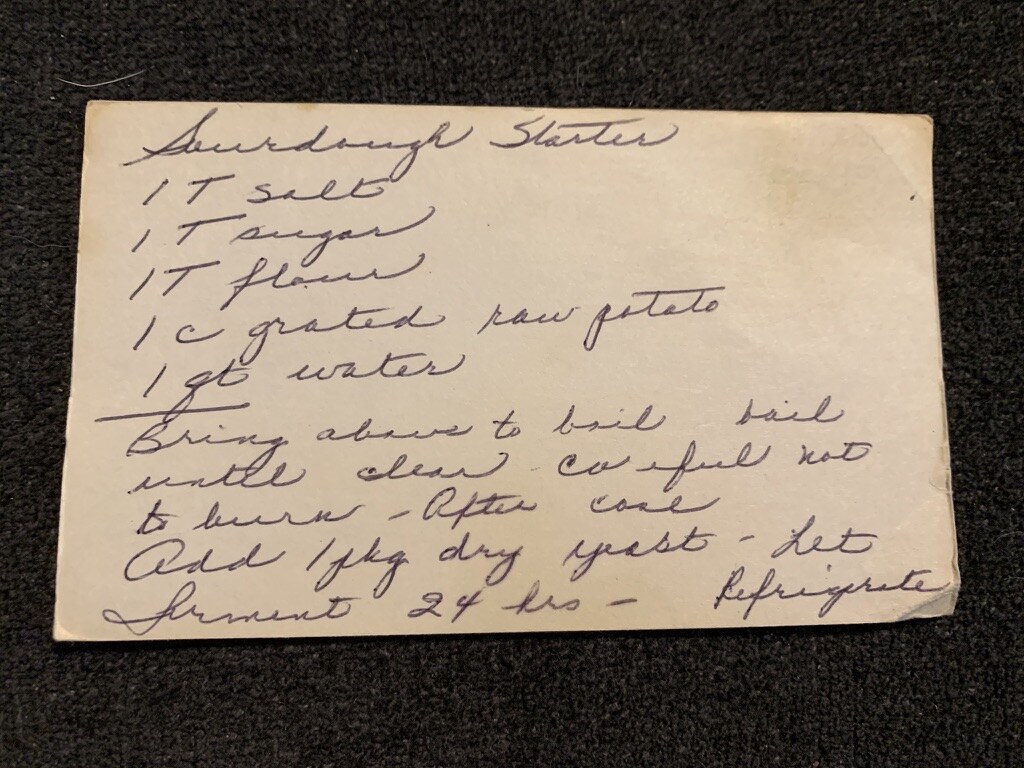 Sourdough Starter
1 T salt
1 T sugar
1 T flour
1 c grated raw potato
1 qt water
Bring above to boil boil
until clear careful not
to burn - After cool
Add 1 pkg dry yeast - Let
ferment 24 hrs - Refrigerate